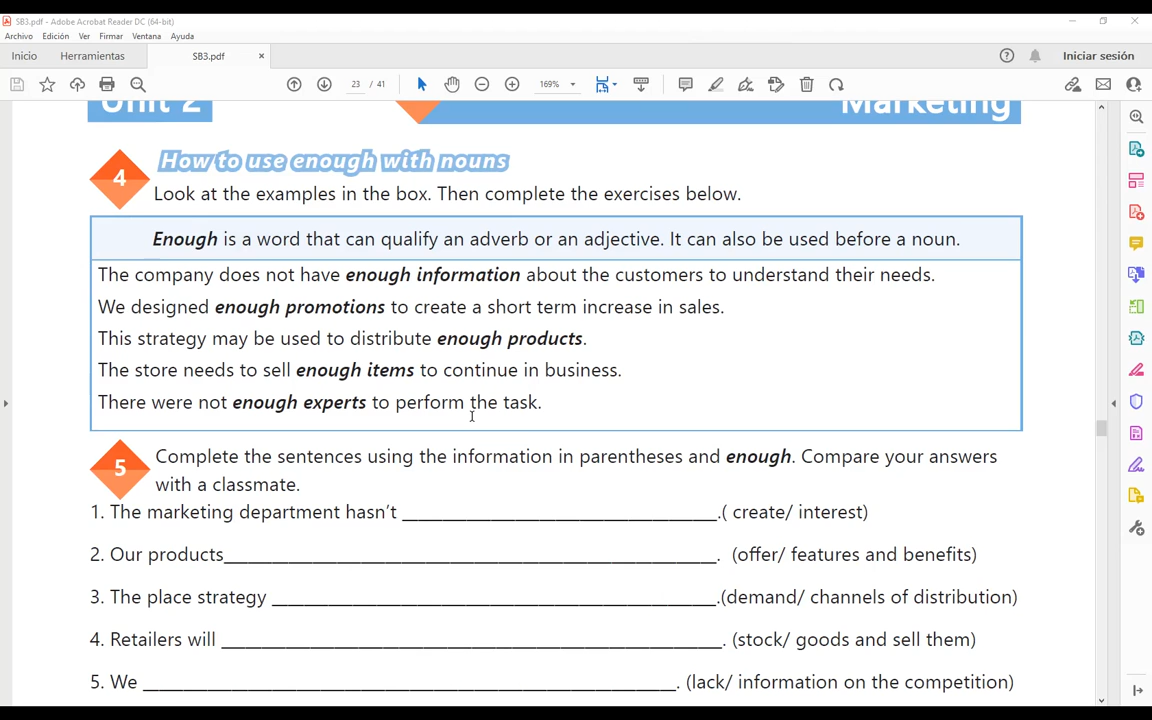 SB3.pdf - Adobe Acrobat Reader DC (64-bit)
Archivo Edición Ver Firmar Ventana Ayuda
Inicio Herramientas SB3.pdf × Iniciar sesión
23 / 41 169%
Unit 2 Marketing
How to use enough with nouns
4
Look at the examples in the box. Then complete the exercises below.
Enough is a word that can qualify an adverb or an adjective. It can also be used before a noun.
The company does not have enough information about the customers to understand their needs.
We designed enough promotions to create a short term increase in sales.
This strategy may be used to distribute enough products.
The store needs to sell enough items to continue in business.
There were not enough experts to perform the task.
5 Complete the sentences using the information in parentheses and enough. Compare your answers
with a classmate.
1. The marketing department hasn't ______________________________.( create/ interest)
2. Our products______________________________________________. (offer/ features and benefits)
3. The place strategy __________________________________________.(demand/ channels of distribution)
4. Retailers will ______________________________________________. (stock/ goods and sell them)
5. We __________________________________________________. (lack/ information on the competition)